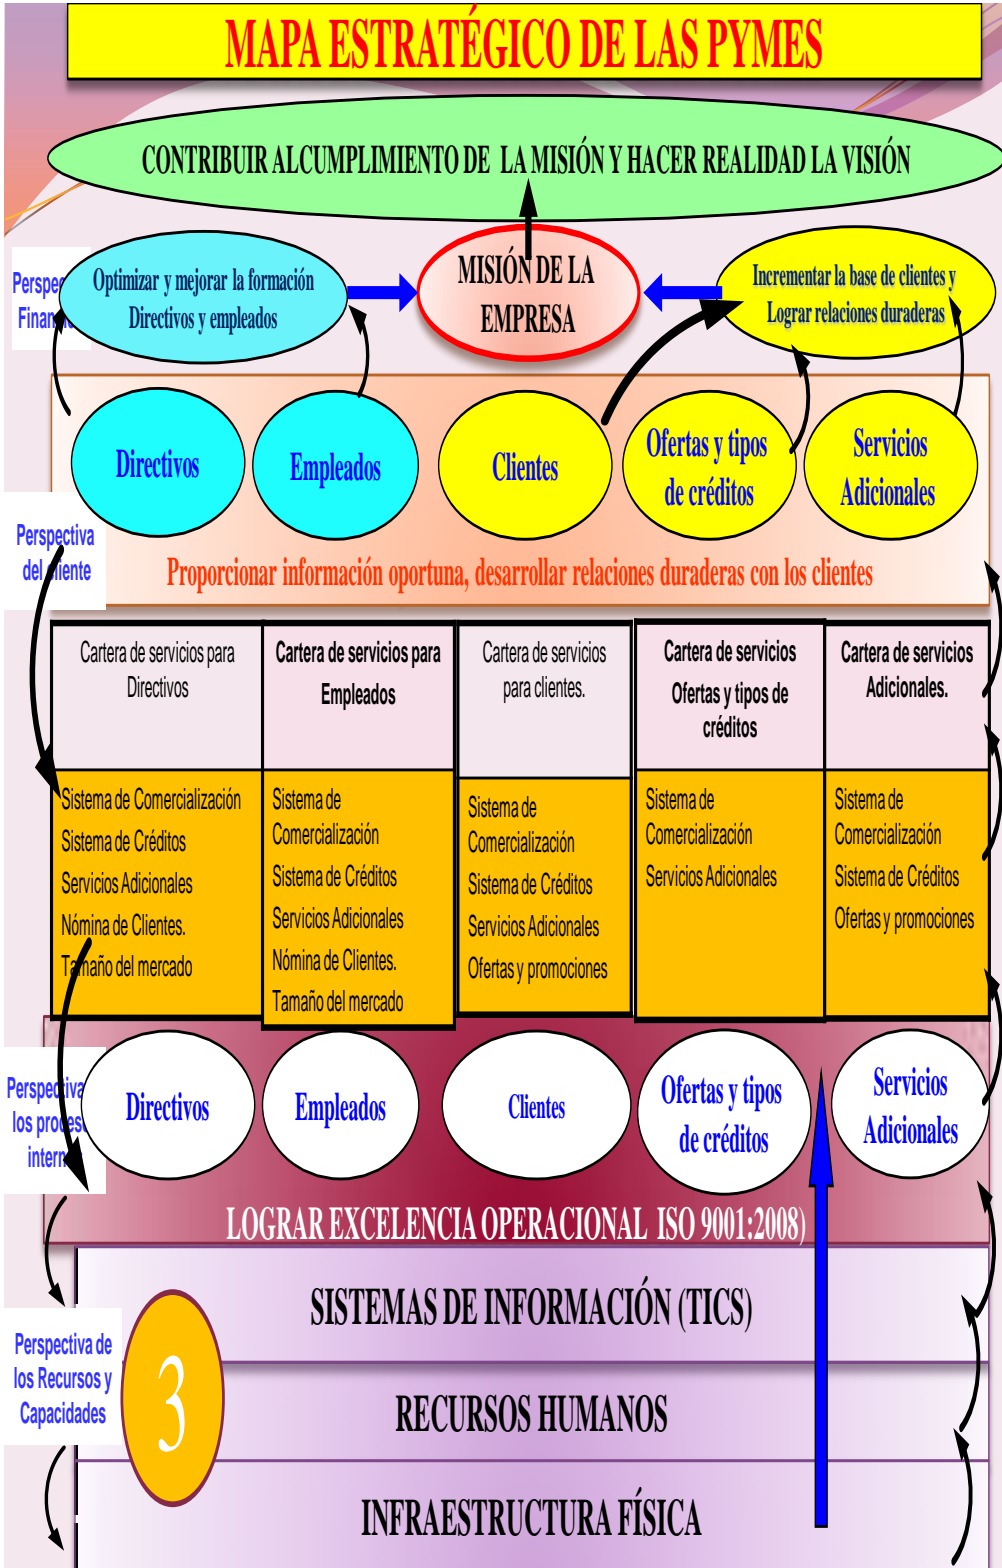 MAPA ESTRATÉGICO DE LAS PYMES
CONTRIBUIR ALCUMPLIMIENTO DE LA MISIÓN Y HACER REALIDAD LA VISIÓN
Optimizar y mejorar la formación
Directivos y empleados
MISIÓN DE LA
EMPRESA
Incrementar la base de clientes y
Lograr relaciones duraderas
Directivos
Empleados
Clientes
Ofertas y tipos
de créditos
Servicios
Adicionales
Perspectiva
del cliente
Proporcionar información oportuna, desarrollar relaciones duraderas con los clientes
Cartera de servicios para
Directivos
Cartera de servicios para
Empleados
Cartera de servicios
para clientes.
Cartera de servicios
Ofertas y tipos de
créditos
Cartera de servicios
Adicionales.
Sistema de Comercialización
Sistema de Créditos
Servicios Adicionales
Nómina de Clientes.
Tamaño del mercado
Sistema de
Comercialización
Sistema de Créditos
Servicios Adicionales
Nómina de Clientes.
Tamaño del mercado
Sistema de
Comercialización
Sistema de Créditos
Servicios Adicionales
Ofertas y promociones
Sistema de
Comercialización
Servicios Adicionales
Sistema de
Comercialización
Sistema de Créditos
Ofertas y promociones
Perspectiva
los
Directivos
Empleados
Clientes
Ofertas y tipos
de créditos
Servicios
Adicionales
LOGRAR EXCELENCIA OPERACIONAL ISO 9001:2008)
SISTEMAS DE INFORMACIÓN (TICS)
Perspectiva de
los Recursos y
Capacidades
3
RECURSOS HUMANOS
INFRAESTRUCTURA FÍSICA